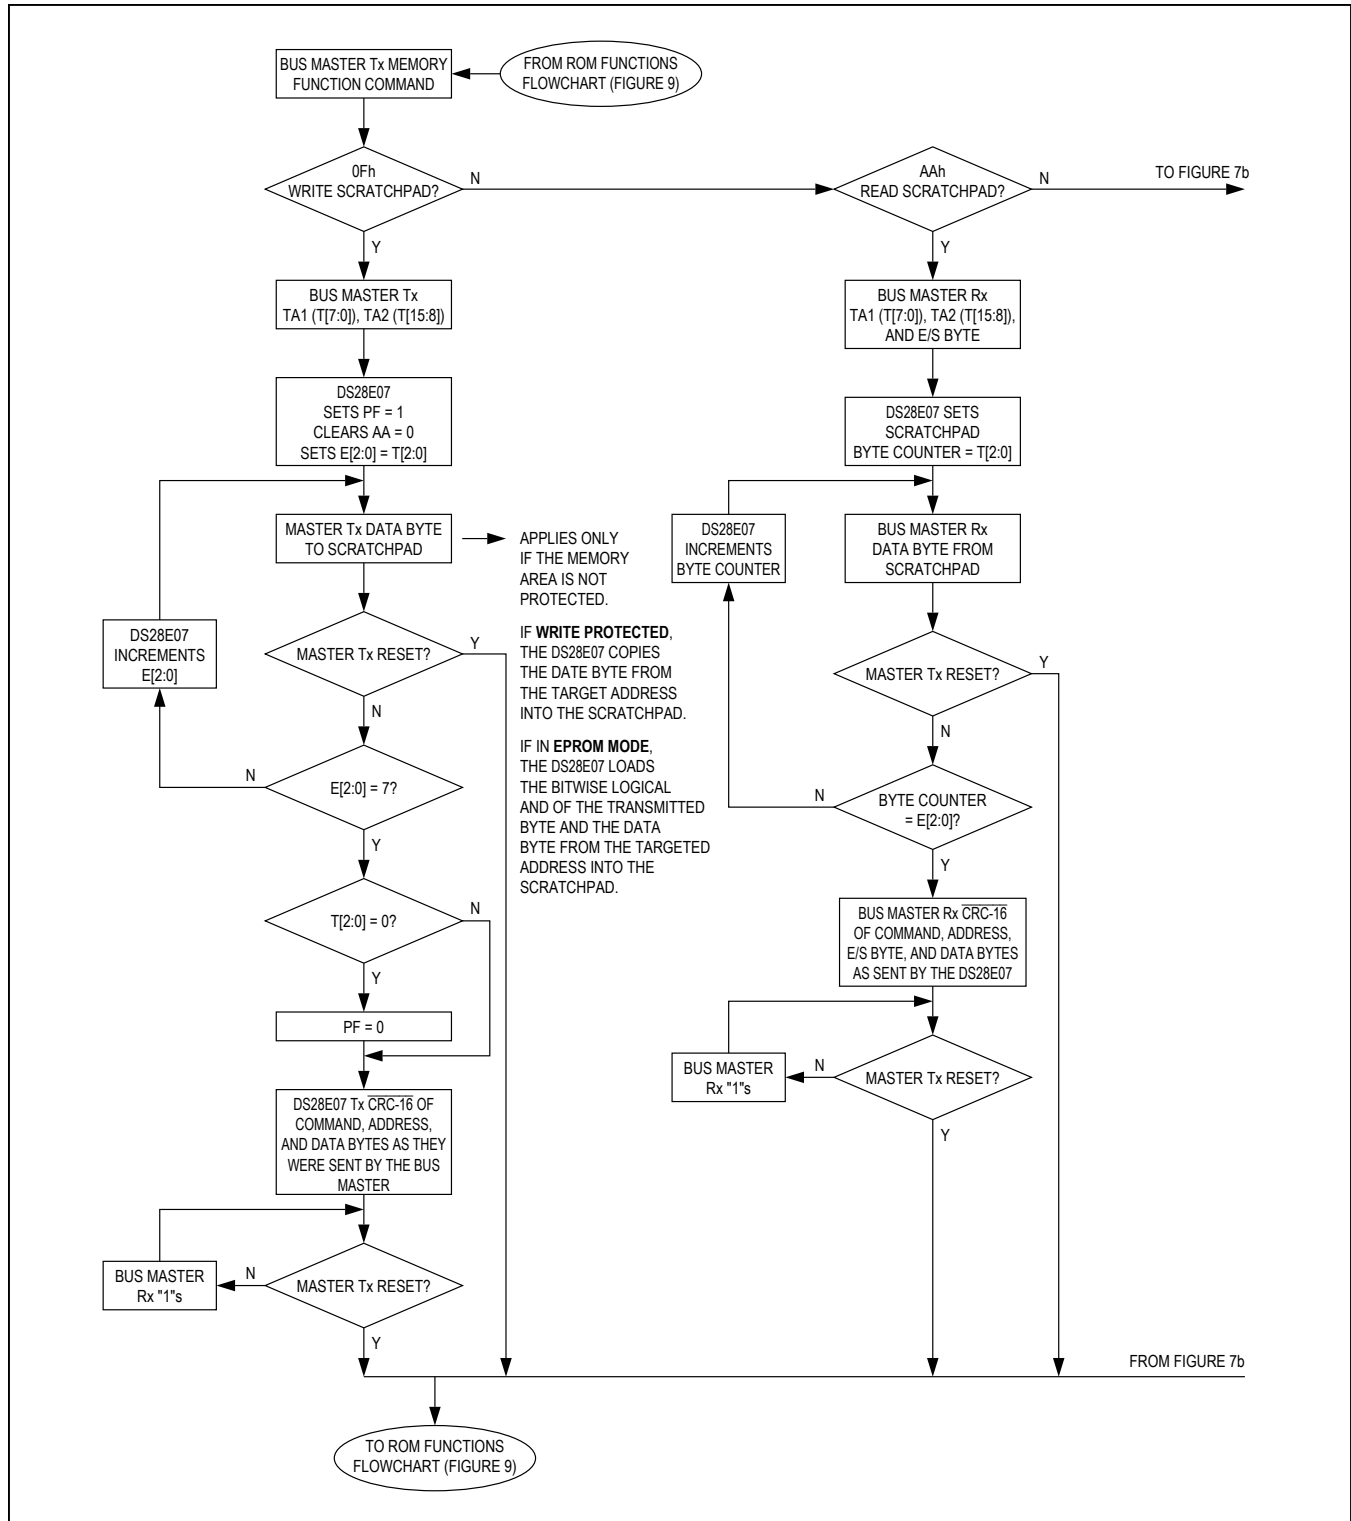 BUS MASTER Tx MEMORY
FUNCTION COMMAND
FROM ROM FUNCTIONS
FLOWCHART (FIGURE 9)
0Fh
WRITE SCRATCHPAD?
N
Y
AAh
READ SCRATCHPAD?
N
TO FIGURE 7b
Y
BUS MASTER Tx
TA1 (T[7:0]), TA2 (T[15:8])
DS28E07
SETS PF = 1
CLEARS AA = 0
SETS E[2:0] = T[2:0]
MASTER Tx DATA BYTE
TO SCRATCHPAD
APPLIES ONLY
IF THE MEMORY
AREA IS NOT
PROTECTED.
IF WRITE PROTECTED,
THE DS28E07 COPIES
THE DATE BYTE FROM
THE TARGET ADDRESS
INTO THE SCRATCHPAD.
IF IN EPROM MODE,
THE DS28E07 LOADS
THE BITWISE LOGICAL
AND OF THE TRANSMITTED
BYTE AND THE DATA
BYTE FROM THE TARGETED
ADDRESS INTO THE
SCRATCHPAD.
DS28E07
INCREMENTS
E[2:0]
MASTER Tx RESET?
Y
N
E[2:0] = 7?
N
Y
T[2:0] = 0?
N
Y
PF = 0
DS28E07 Tx CRC-16 OF
COMMAND, ADDRESS,
AND DATA BYTES AS THEY
WERE SENT BY THE BUS
MASTER
BUS MASTER
Rx "1"s
N
MASTER Tx RESET?
Y
BUS MASTER Rx
TA1 (T[7:0]), TA2 (T[15:8]),
AND E/S BYTE
DS28E07 SETS
SCRATCHPAD
BYTE COUNTER = T[2:0]
DS28E07
INCREMENTS
BYTE COUNTER
BUS MASTER Rx
DATA BYTE FROM
SCRATCHPAD
MASTER Tx RESET?
Y
N
BYTE COUNTER
= E[2:0]?
N
Y
BUS MASTER Rx CRC-16
OF COMMAND, ADDRESS,
E/S BYTE, AND DATA BYTES
AS SENT BY THE DS28E07
BUS MASTER
Rx "1"s
N
MASTER Tx RESET?
Y
FROM FIGURE 7b
TO ROM FUNCTIONS
FLOWCHART (FIGURE 9)